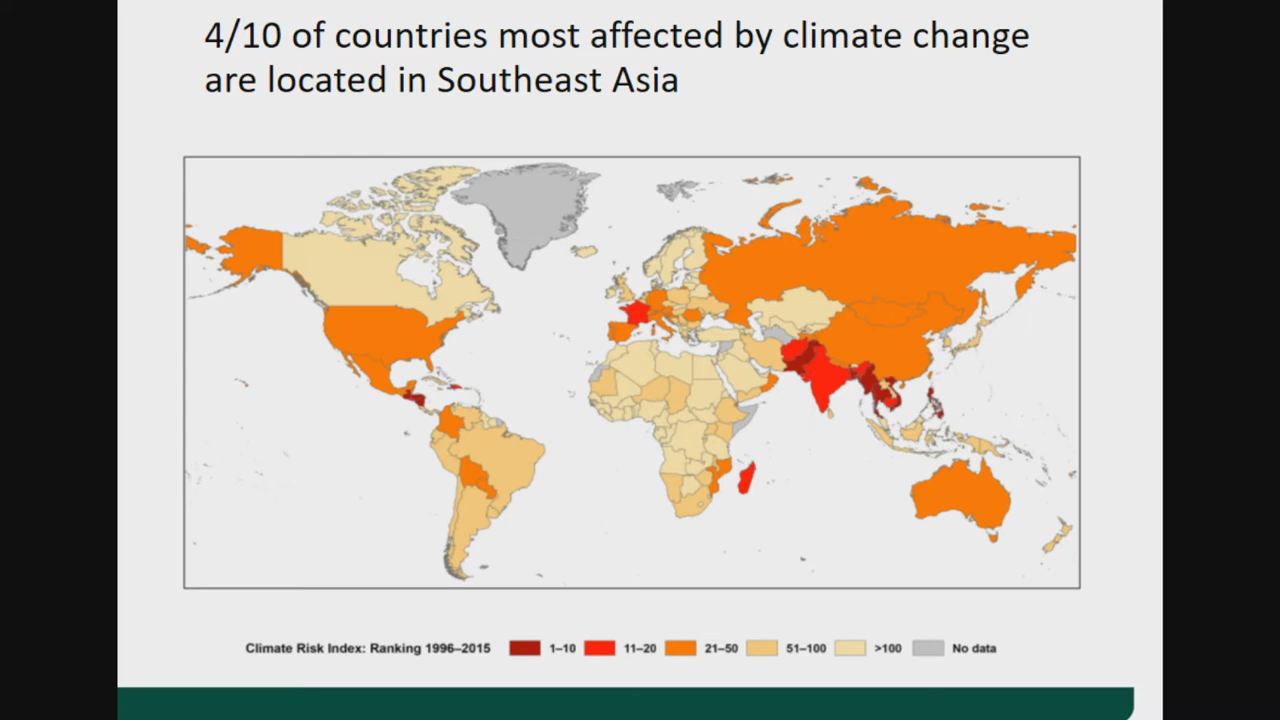 4/10 of countries most affected by climate change
are located in Southeast Asia
Climate Risk Index: Ranking 1996–2015 1–10 11–20 21–50 51–100 >100 No data